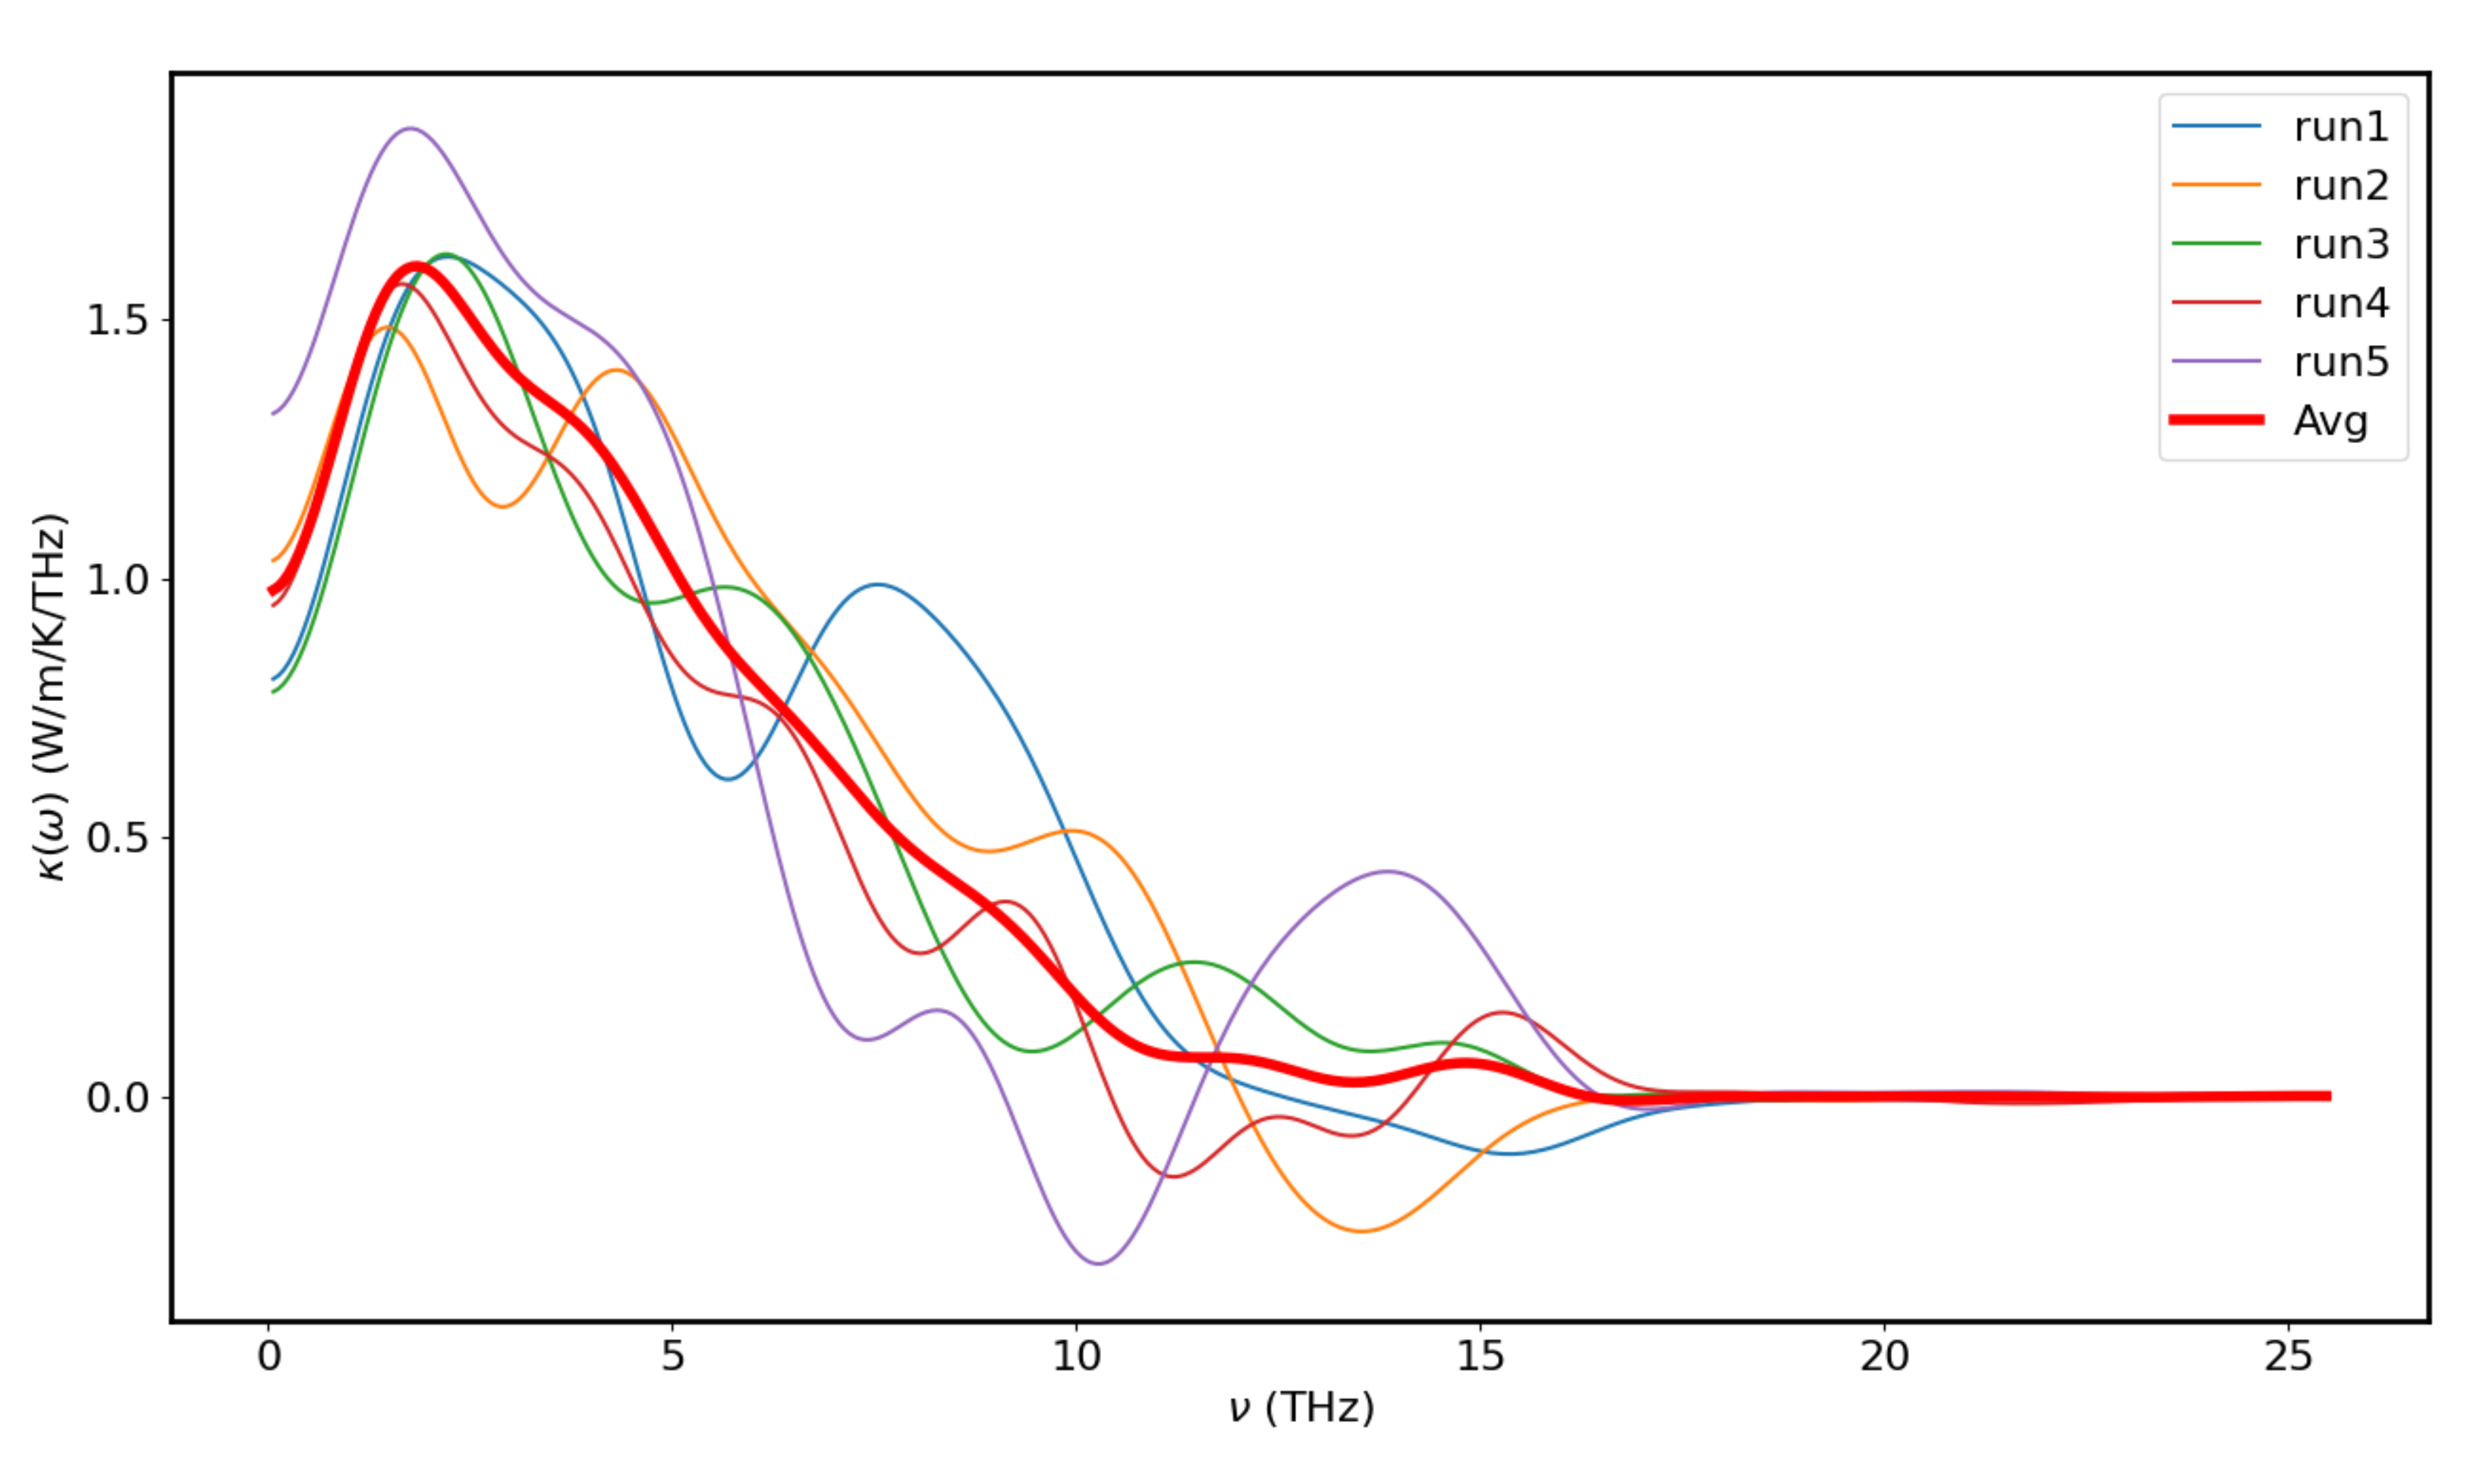 run1
run2
run3
run4
run5
Avg
κ(ω) (W/m/K/THz)
1.5
1.0
0.5
0.0
0 5 10 15 20 25
ν (THz)